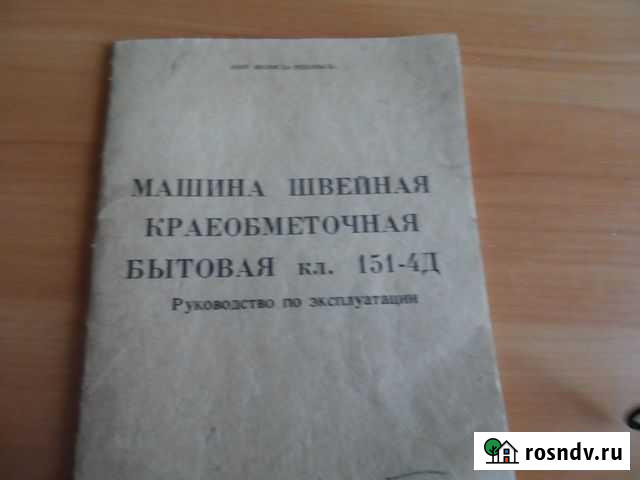 МАШИНА ШВЕЙНАЯ
КРАЕОБМЕТОЧНАЯ
БЫТОВАЯ кл. 151-4Д
Руководство по эксплуатации
rosndv.ru